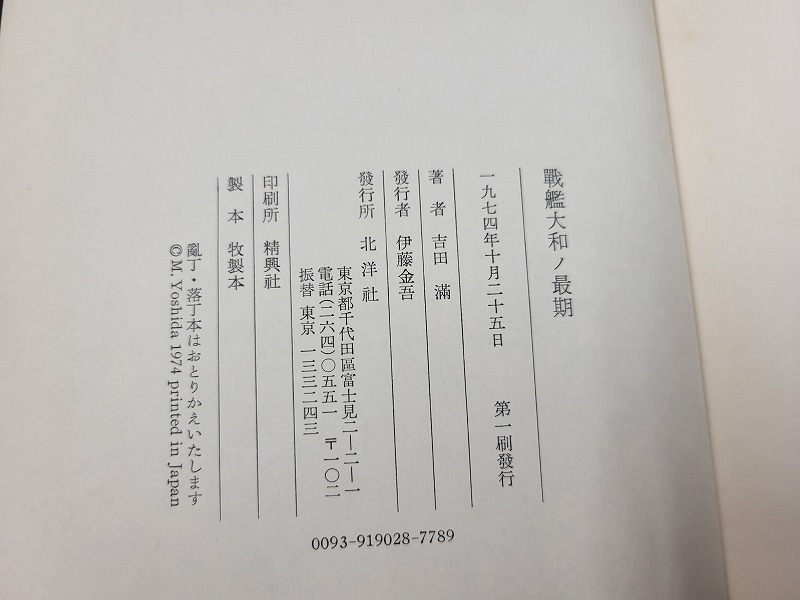 戰艦大和ノ最期
一九七四年十月二十五日　第一刷發行
著者　吉田　滿
發行者　伊藤金吾
發行所　北洋社
東京都千代田區富士見二―二―一
電話(二六四)〇五五一　〒一〇二
振替　東京　一三三二四三
印刷所　精興社
製本　牧製本
亂丁・落丁本はおとりかえいたします
©M. Yoshida 1974 printed in Japan
0093-919028-7789